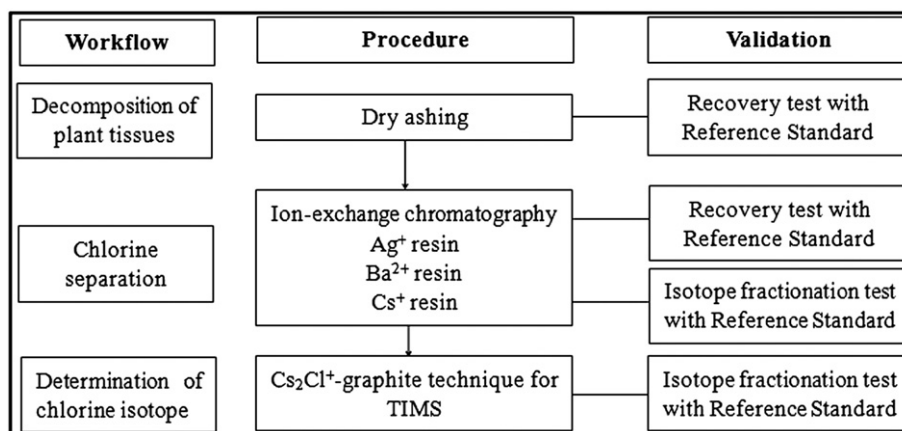 Workflow
Procedure
Validation
Decomposition of
plant tissues
Dry ashing
Recovery test with
Reference Standard
Chlorine
separation
Ion-exchange chromatography
Ag⁺ resin
Ba²⁺ resin
Cs⁺ resin
Recovery test with
Reference Standard
Isotope fractionation test
with Reference Standard
Determination of
chlorine isotope
Cs₂Cl⁺-graphite technique for
TIMS
Isotope fractionation test
with Reference Standard